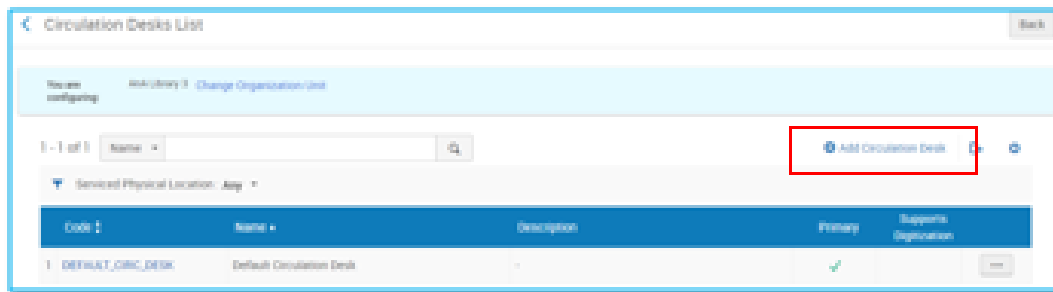 Circulation Desks List
Back
You are configuring
Library Change Organization Unit
1 - 1 of 1 Name
Add Circulation Desk
Serviced Physical Location Any
Code Name Description Primary Supports Digitization
1 DEFAULT_CIRC_DESK Default Circulation Desk -